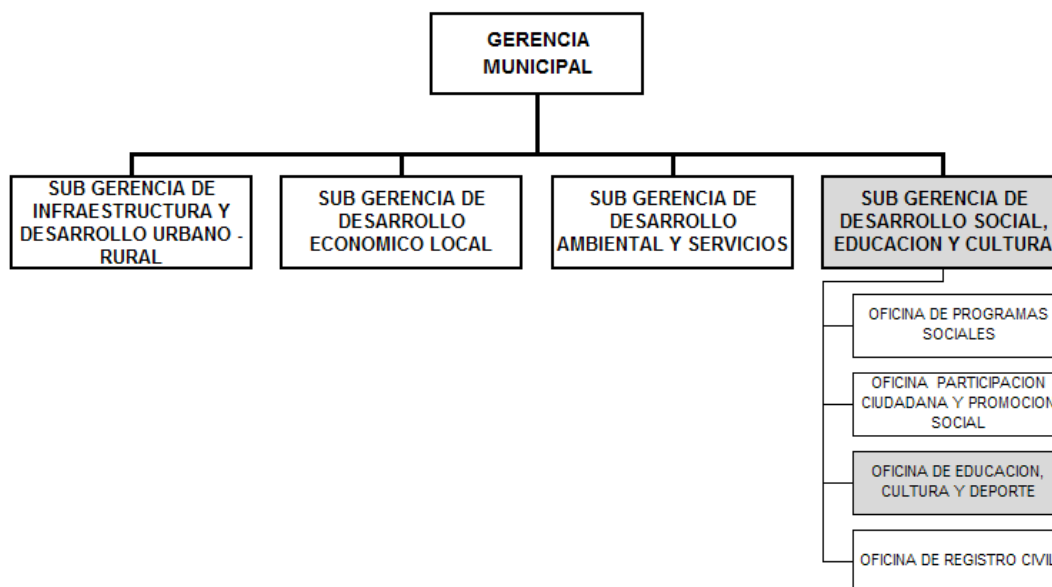 GERENCIA
MUNICIPAL
SUB GERENCIA DE
INFRAESTRUCTURA Y
DESARROLLO URBANO -
RURAL
SUB GERENCIA DE
DESARROLLO
ECONOMICO LOCAL
SUB GERENCIA DE
DESARROLLO
AMBIENTAL Y SERVICIOS
SUB GERENCIA DE
DESARROLLO SOCIAL,
EDUCACION Y CULTURA
OFICINA DE PROGRAMAS
SOCIALES
OFICINA PARTICIPACION
CIUDADANA Y PROMOCION
SOCIAL
OFICINA DE EDUCACION,
CULTURA Y DEPORTE
OFICINA DE REGISTRO CIVIL